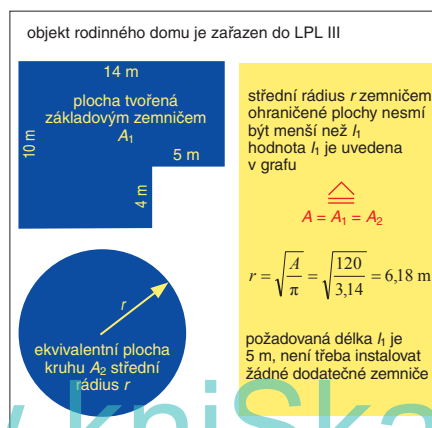 objekt rodinného domu je zařazen do LPL III
14 m
plocha tvořená
základovým zemničem
A₁
10 m
5 m
4 m
r
ekvivalentní plocha
kruhu A₂ střední
rádius r
střední rádius r zemničem
ohraničené plochy nesmí
být menší než l₁
hodnota l₁ je uvedena
v grafu
A = A₁ = A₂
r = √(A/π) = √(120/3,14) = 6,18 m
požadovaná délka l₁ je
5 m, není třeba instalovat
žádné dodatečné zemniče